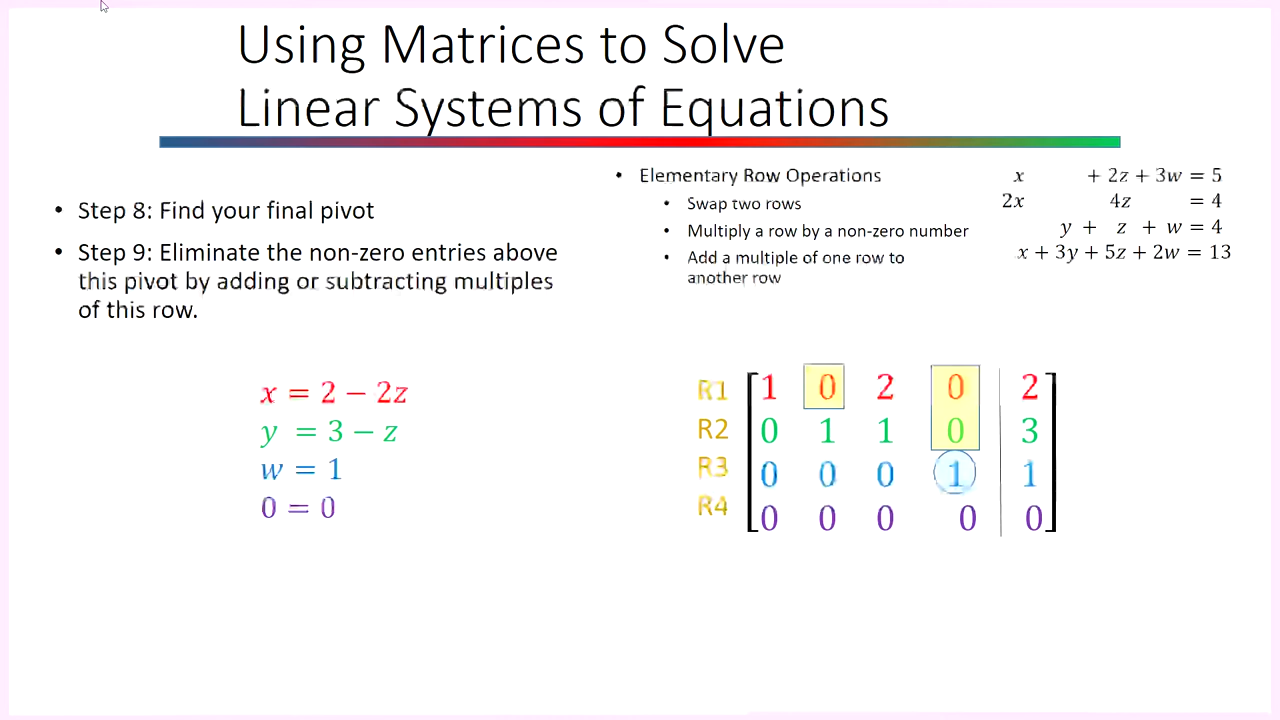 Using Matrices to Solve
Linear Systems of Equations
• Step 8: Find your final pivot
• Step 9: Eliminate the non-zero entries above
this pivot by adding or subtracting multiples
of this row.
• Elementary Row Operations
• Swap two rows
• Multiply a row by a non-zero number
• Add a multiple of one row to
another row
x + 2z + 3w = 5
2x 4z = 4
y + z + w = 4
x + 3y + 5z + 2w = 13
x = 2 − 2z
y = 3 − z
w = 1
0 = 0
R1 1 0 2 0 2
R2 0 1 1 0 3
R3 0 0 0 1 1
R4 0 0 0 0 0